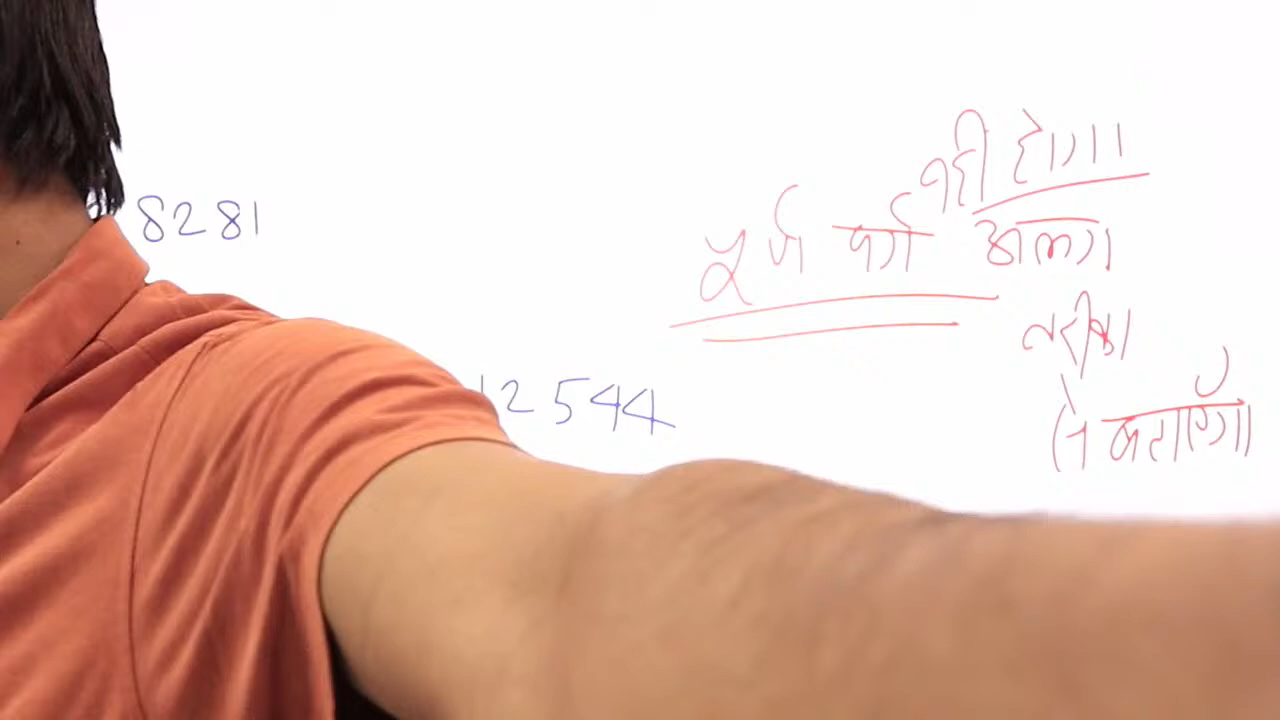 8281
12544
नही होगा
पूर्ण वर्ग अलग
तरीका
से बताएंगे